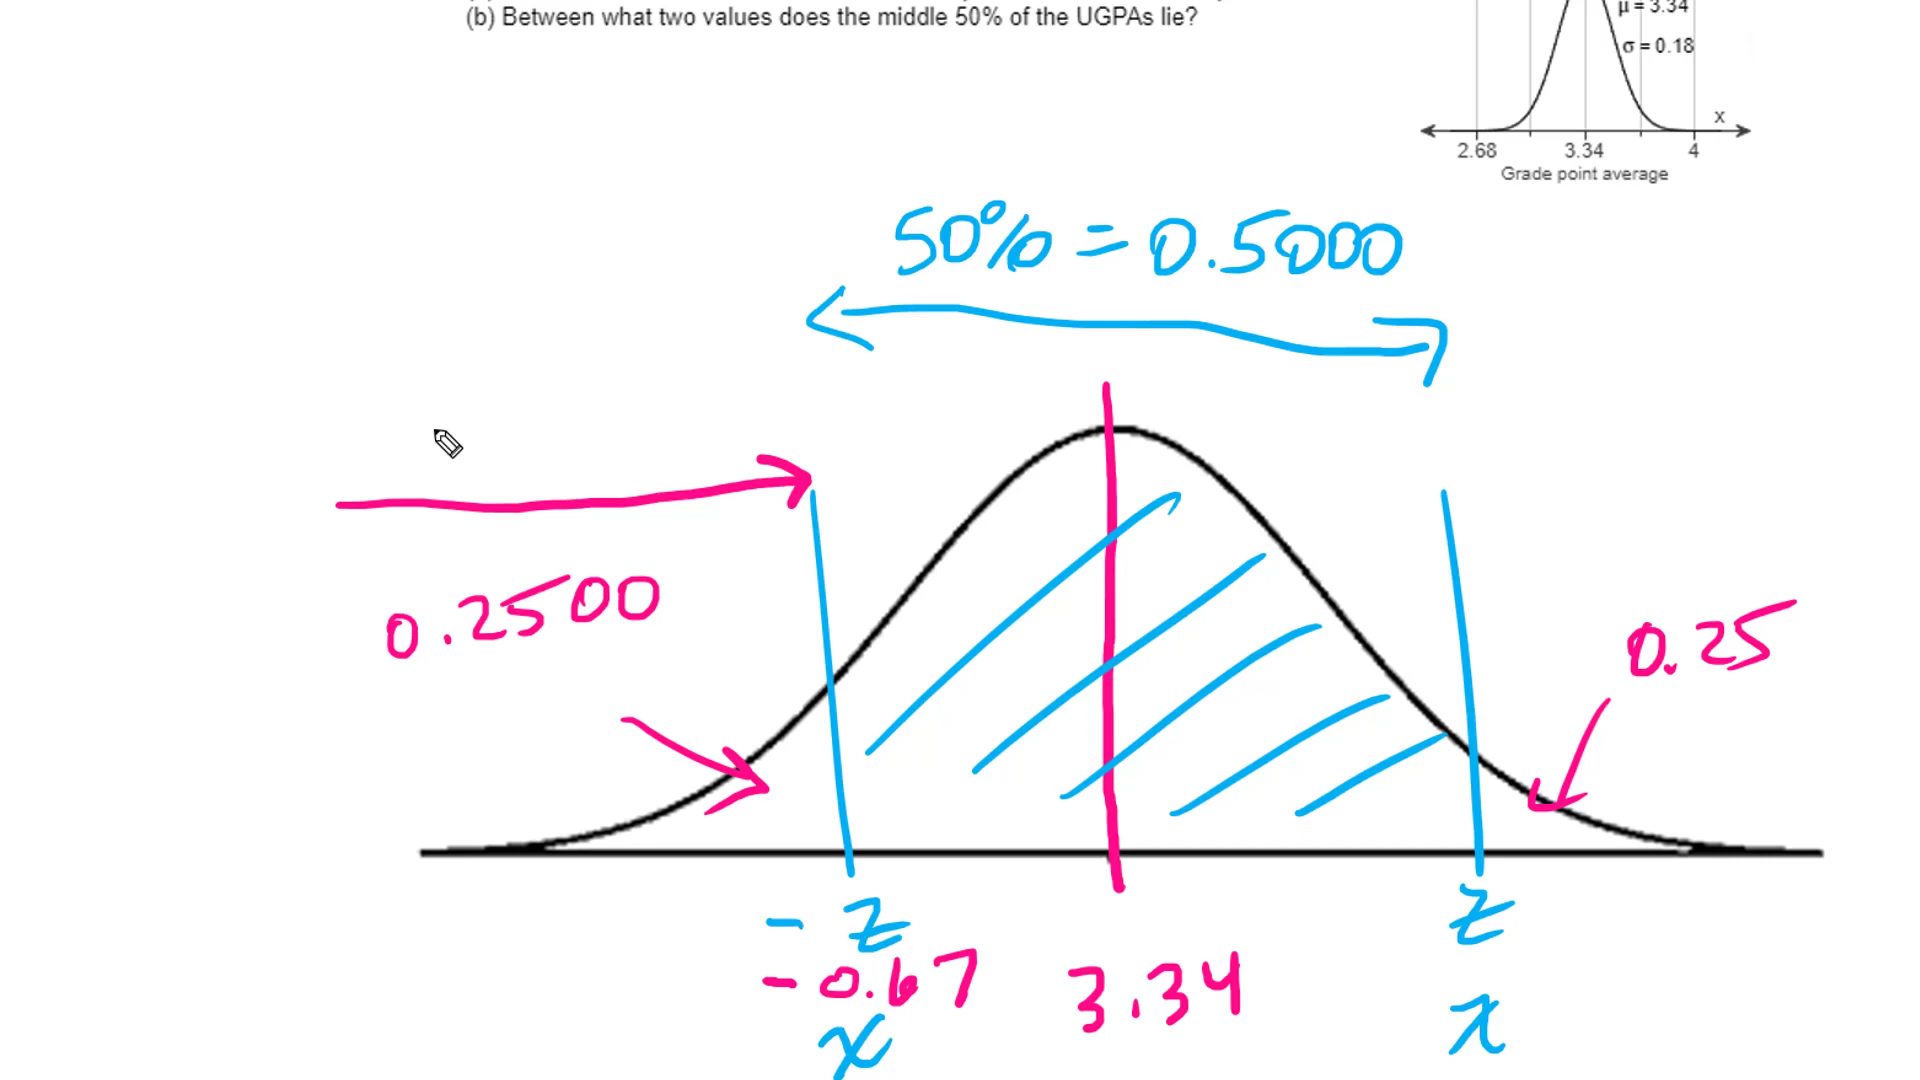 (b) Between what two values does the middle 50% of the UGPAs lie?
μ = 3.34
σ = 0.18
x
2.68 3.34 4
Grade point average
50% = 0.5000
0.2500
0.25
- z z
-0.67 3.34
x x